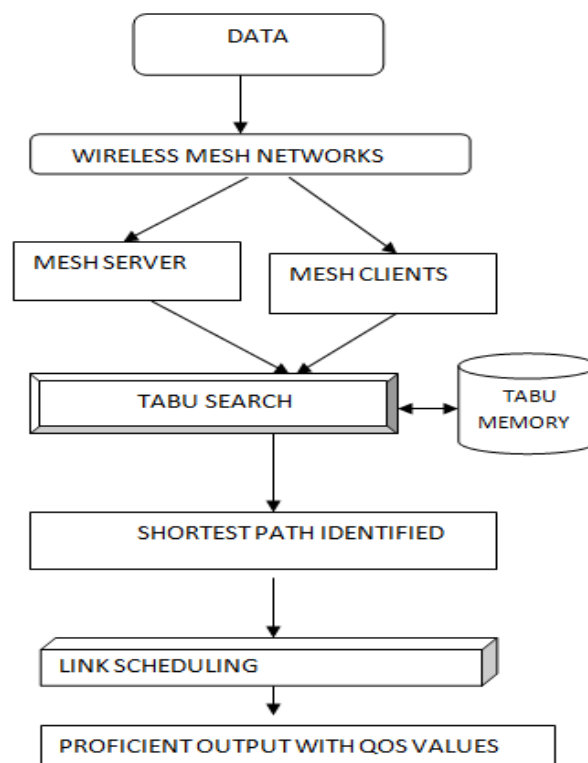 DATA
WIRELESS MESH NETWORKS
MESH SERVER
MESH CLIENTS
TABU SEARCH
TABU
MEMORY
SHORTEST PATH IDENTIFIED
LINK SCHEDULING
PROFICIENT OUTPUT WITH QOS VALUES